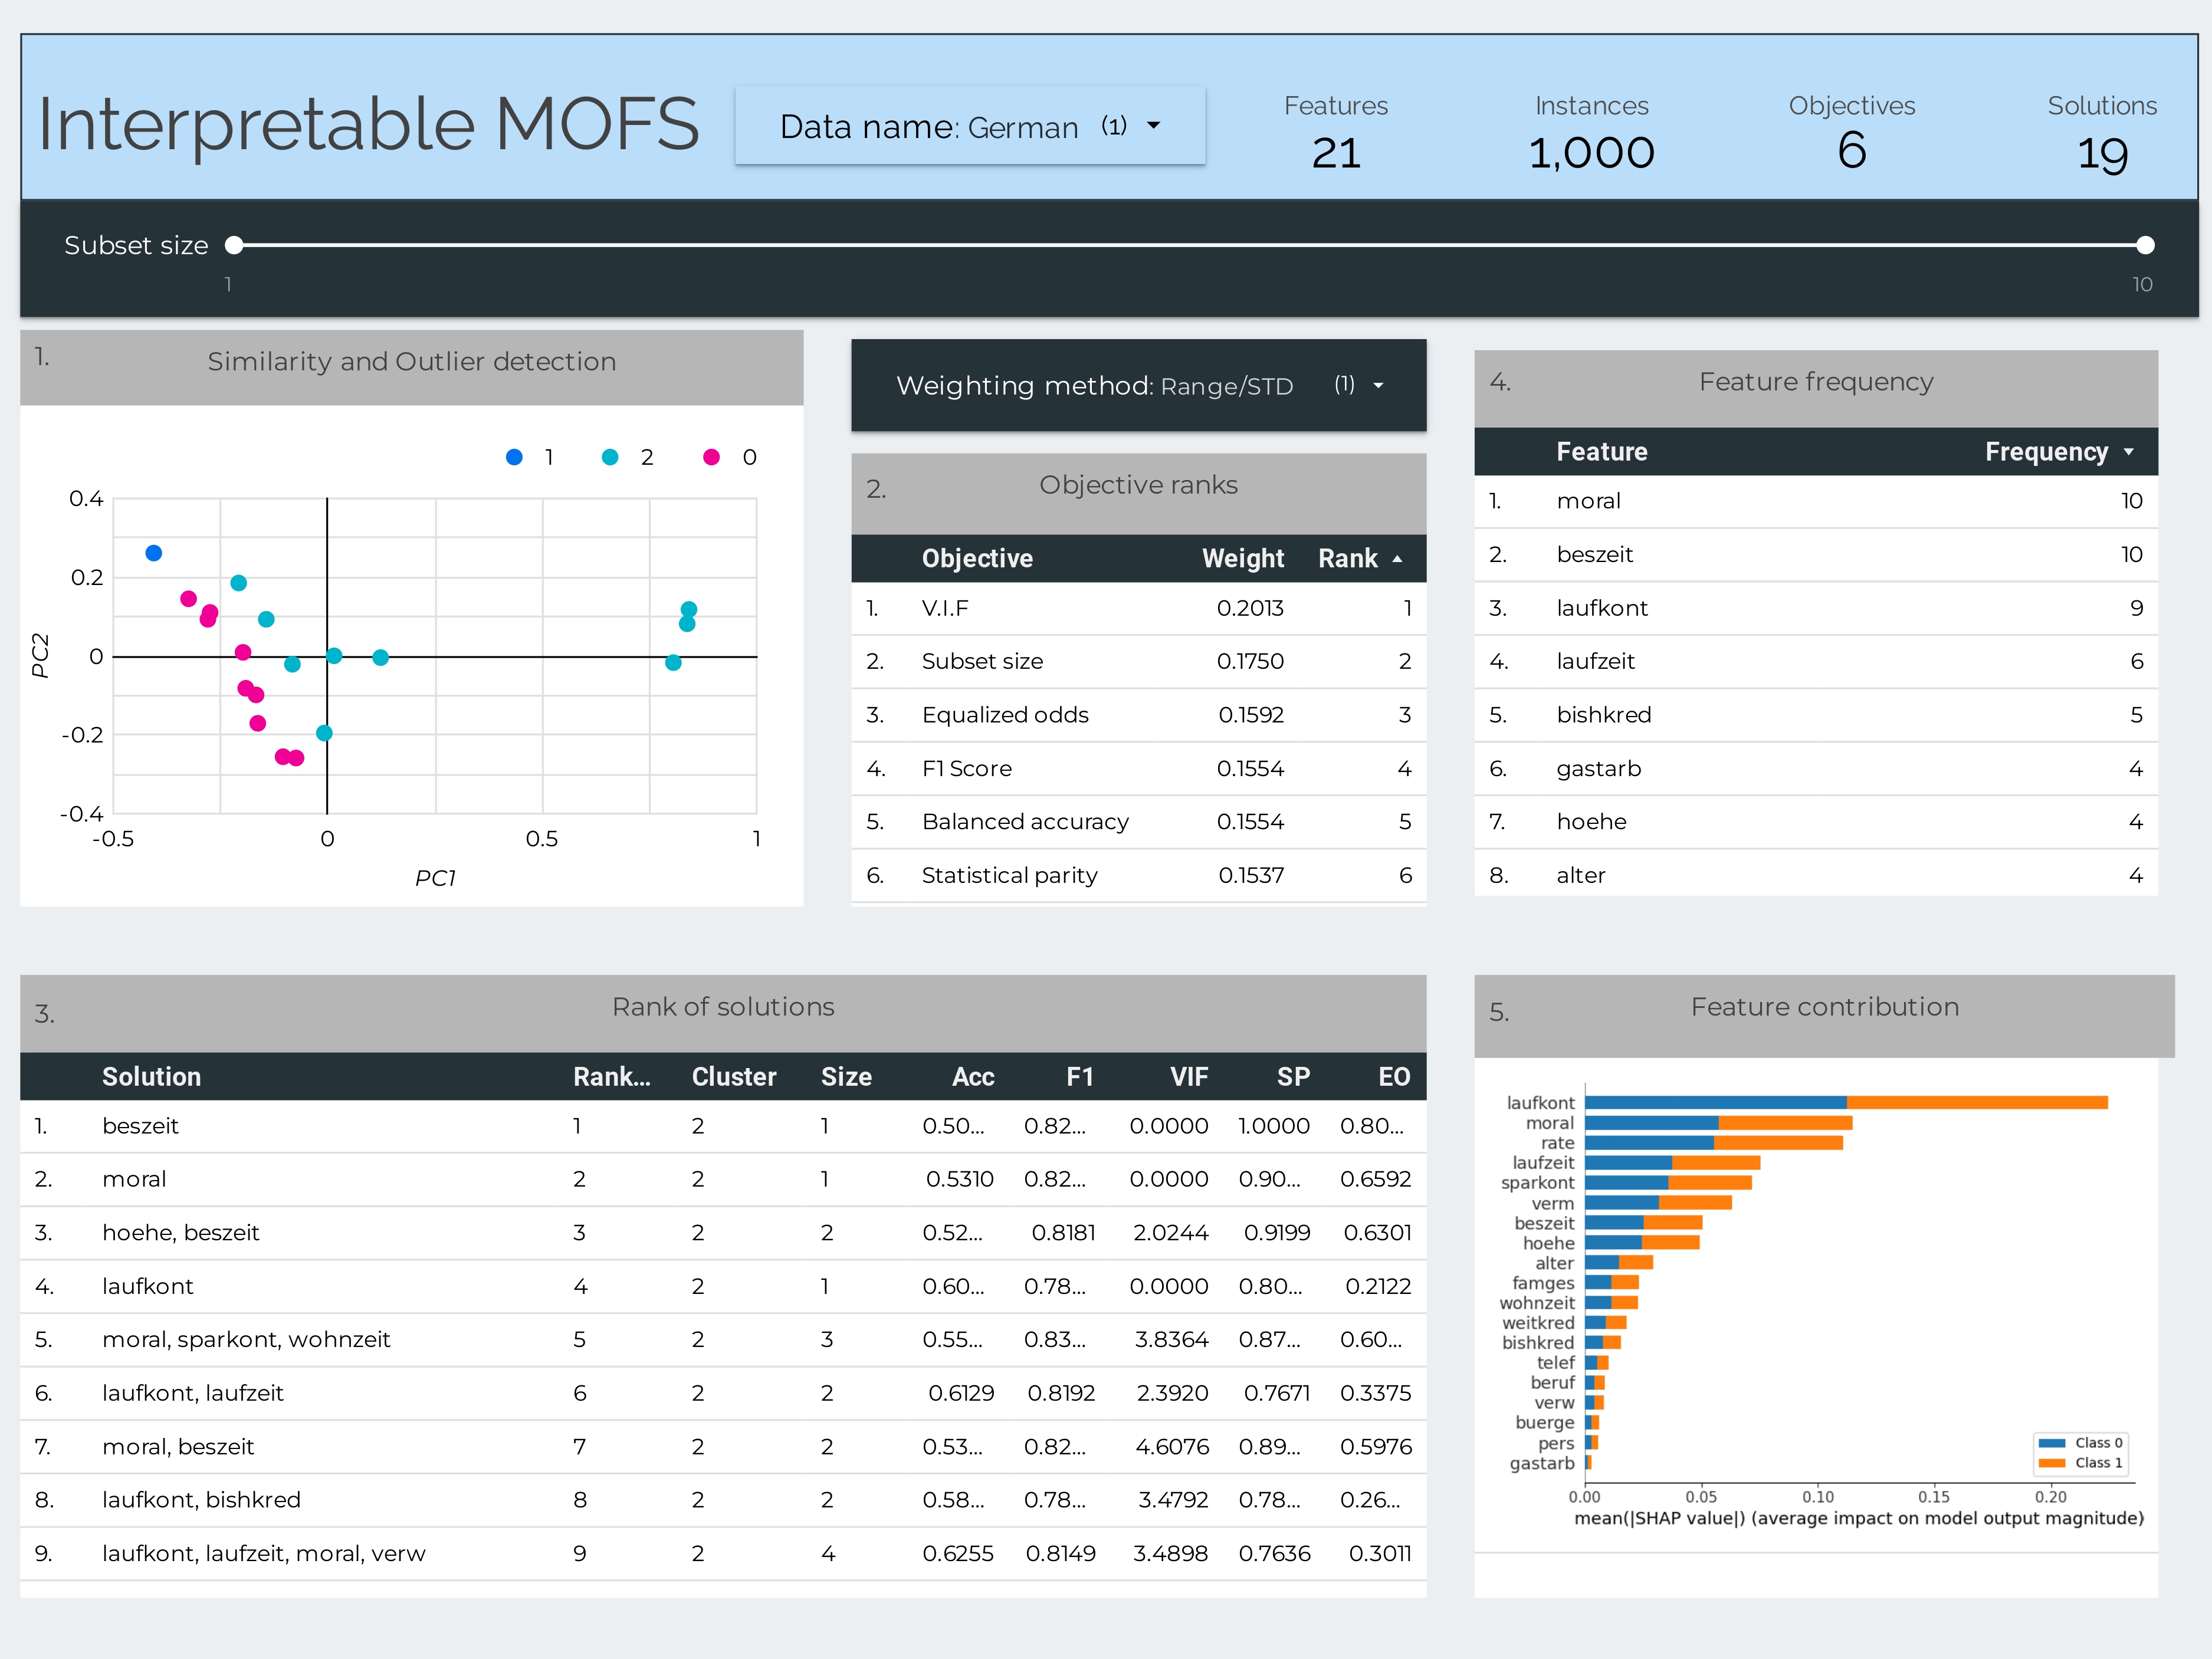 Interpretable MOFS
Data name: German (1)
Features
21
Instances
1,000
Objectives
6
Solutions
19
Subset size
1
10
1. Similarity and Outlier detection
1 2 0
0.4
0.2
0
-0.2
-0.4
-0.5 0 0.5 1
PC2
PC1
Weighting method: Range/STD (1)
2. Objective ranks
Objective Weight Rank
1. V.I.F 0.2013 1
2. Subset size 0.1750 2
3. Equalized odds 0.1592 3
4. F1 Score 0.1554 4
5. Balanced accuracy 0.1554 5
6. Statistical parity 0.1537 6
4. Feature frequency
Feature Frequency
1. moral 10
2. beszeit 10
3. laufkont 9
4. laufzeit 6
5. bishkred 5
6. gastarb 4
7. hoehe 4
8. alter 4
3. Rank of solutions
Solution Rank... Cluster Size Acc F1 VIF SP EO
1. beszeit 1 2 1 0.50... 0.82... 0.0000 1.0000 0.80...
2. moral 2 2 1 0.5310 0.82... 0.0000 0.90... 0.6592
3. hoehe, beszeit 3 2 2 0.52... 0.8181 2.0244 0.9199 0.6301
4. laufkont 4 2 1 0.60... 0.78... 0.0000 0.80... 0.2122
5. moral, sparkont, wohnzeit 5 2 3 0.55... 0.83... 3.8364 0.87... 0.60...
6. laufkont, laufzeit 6 2 2 0.6129 0.8192 2.3920 0.7671 0.3375
7. moral, beszeit 7 2 2 0.53... 0.82... 4.6076 0.89... 0.5976
8. laufkont, bishkred 8 2 2 0.58... 0.78... 3.4792 0.78... 0.26...
9. laufkont, laufzeit, moral, verw 9 2 4 0.6255 0.8149 3.4898 0.7636 0.3011
5. Feature contribution
laufkont
moral
rate
laufzeit
sparkont
verm
beszeit
hoehe
alter
famges
wohnzeit
weitkred
bishkred
telef
beruf
verw
buerge
pers
gastarb
Class 0
Class 1
0.00 0.05 0.10 0.15 0.20
mean(|SHAP value|) (average impact on model output magnitude)